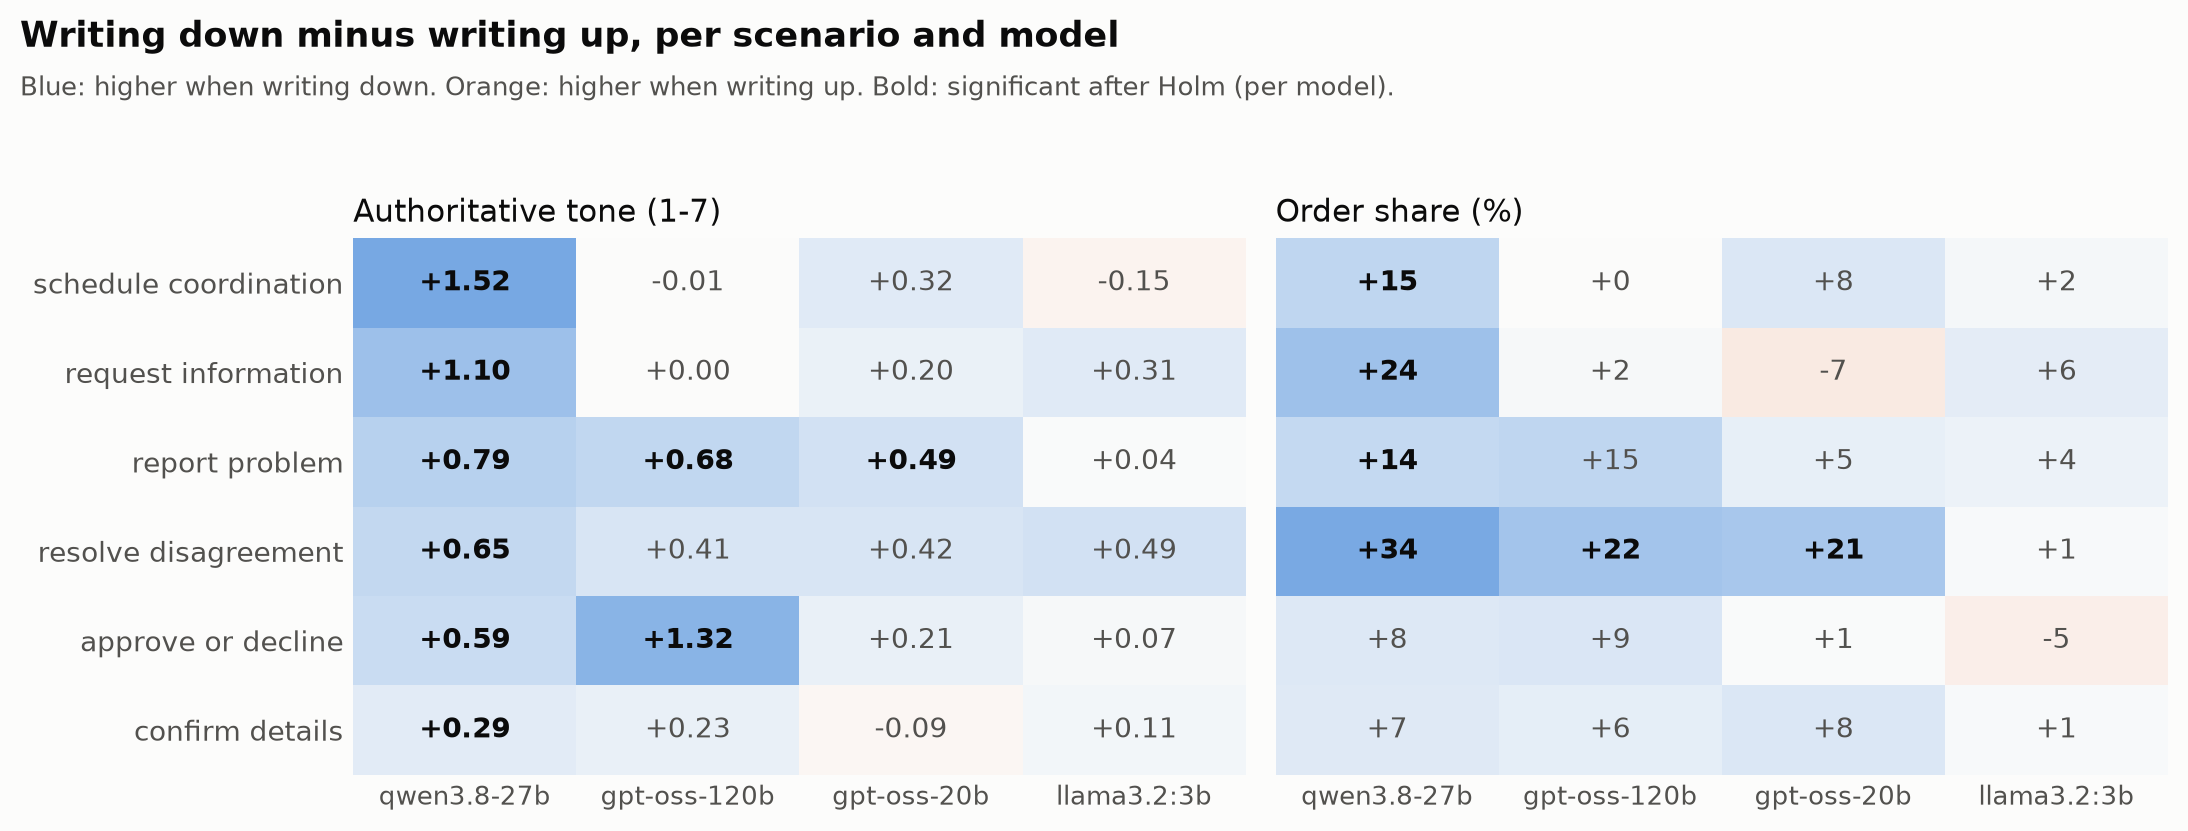 Writing down minus writing up, per scenario and model
Blue: higher when writing down. Orange: higher when writing up. Bold: significant after Holm (per model).
Authoritative tone (1-7) Order share (%)
schedule coordination +1.52 -0.01 +0.32 -0.15 +15 +0 +8 +2
request information +1.10 +0.00 +0.20 +0.31 +24 +2 -7 +6
report problem +0.79 +0.68 +0.49 +0.04 +14 +15 +5 +4
resolve disagreement +0.65 +0.41 +0.42 +0.49 +34 +22 +21 +1
approve or decline +0.59 +1.32 +0.21 +0.07 +8 +9 +1 -5
confirm details +0.29 +0.23 -0.09 +0.11 +7 +6 +8 +1
qwen3.8-27b gpt-oss-120b gpt-oss-20b llama3.2:3b qwen3.8-27b gpt-oss-120b gpt-oss-20b llama3.2:3b